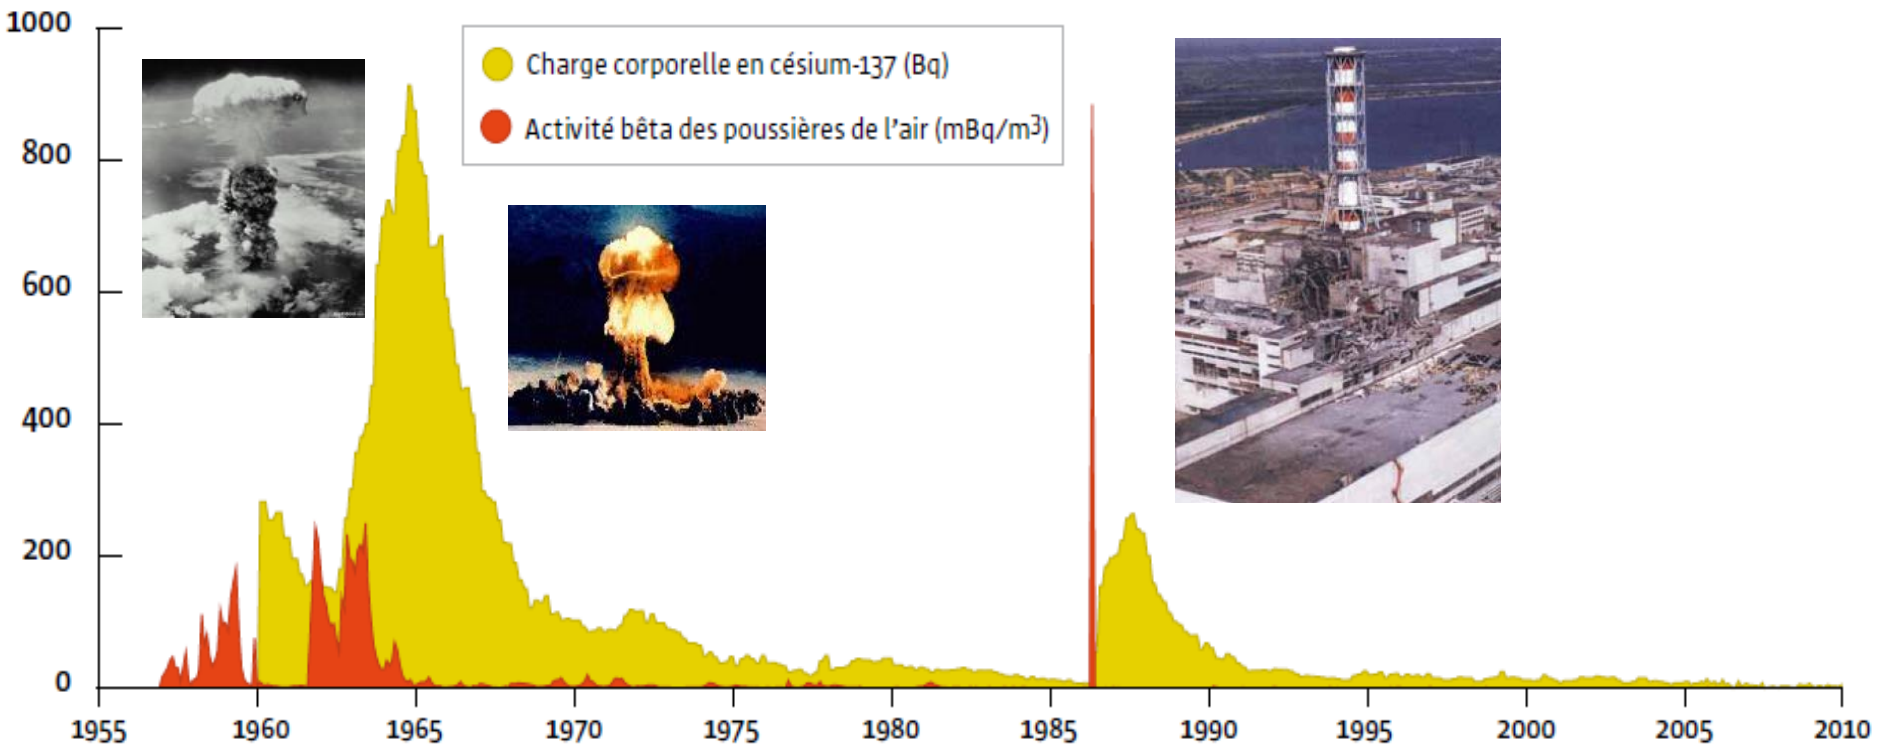 1000
800
600
400
200
0
Charge corporelle en césium-137 (Bq)
Activité bêta des poussières de l'air (mBq/m³)
1955 1960 1965 1970 1975 1980 1985 1990 1995 2000 2005 2010